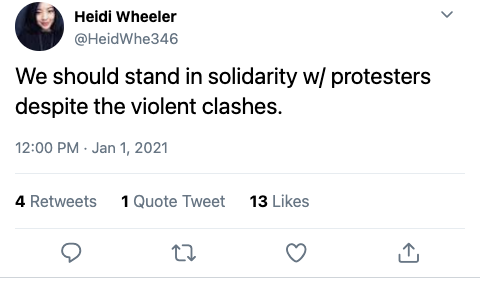 Heidi Wheeler
@HeidWhe346
We should stand in solidarity w/ protesters
despite the violent clashes.
12:00 PM · Jan 1, 2021
4 Retweets 1 Quote Tweet 13 Likes